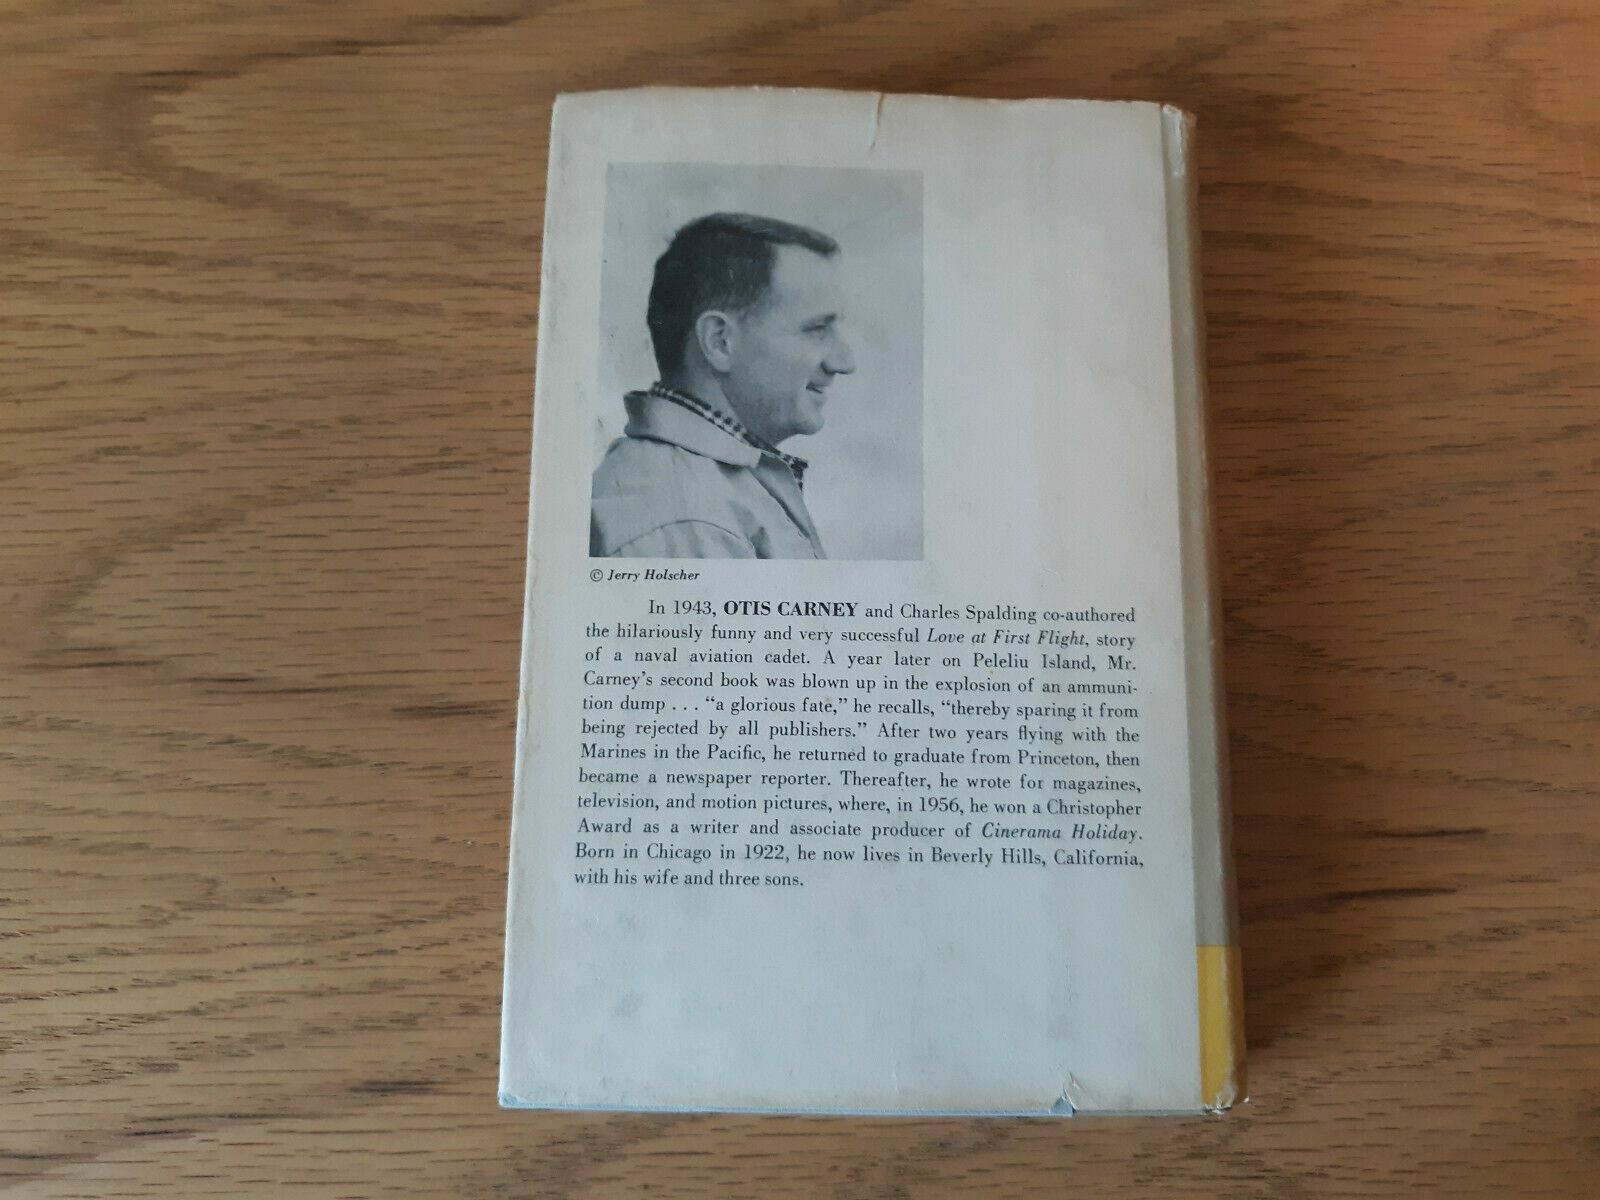 © Jerry Holscher
In 1943, OTIS CARNEY and Charles Spalding co-authored
the hilariously funny and very successful Love at First Flight, story
of a naval aviation cadet. A year later on Peleliu Island, Mr.
Carney's second book was blown up in the explosion of an ammuni-
tion dump . . . "a glorious fate," he recalls, "thereby sparing it from
being rejected by all publishers." After two years flying with the
Marines in the Pacific, he returned to graduate from Princeton, then
became a newspaper reporter. Thereafter, he wrote for magazines,
television, and motion pictures, where, in 1956, he won a Christopher
Award as a writer and associate producer of Cinerama Holiday.
Born in Chicago in 1922, he now lives in Beverly Hills, California,
with his wife and three sons.